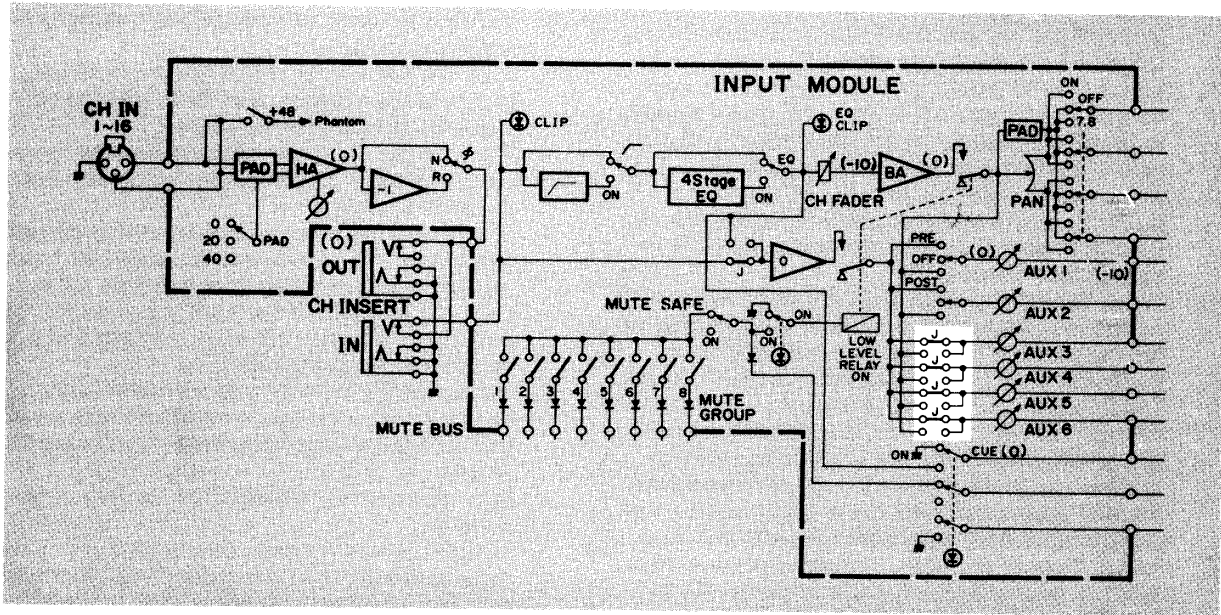 INPUT MODULE
CH IN
1~16
+48
Phantom
PAD
HA
(0)
-1
N
R
φ
0
20
40
PAD
(0)
OUT
CH INSERT
IN
CLIP
ON
4Stage
EQ
EQ
ON
EQ
CLIP
(-10)
CH FADER
BA
(0)
PAD
PAN
ON
OFF
7.8
J
0
PRE
OFF
POST
(0)
AUX 1
(-10)
AUX 2
J
AUX 3
J
AUX 4
J
AUX 5
J
AUX 6
MUTE SAFE
ON
ON
ON
LOW
LEVEL
RELAY
ON
1
2
3
4
5
6
7
8
MUTE
GROUP
MUTE BUS
ON
CUE (0)